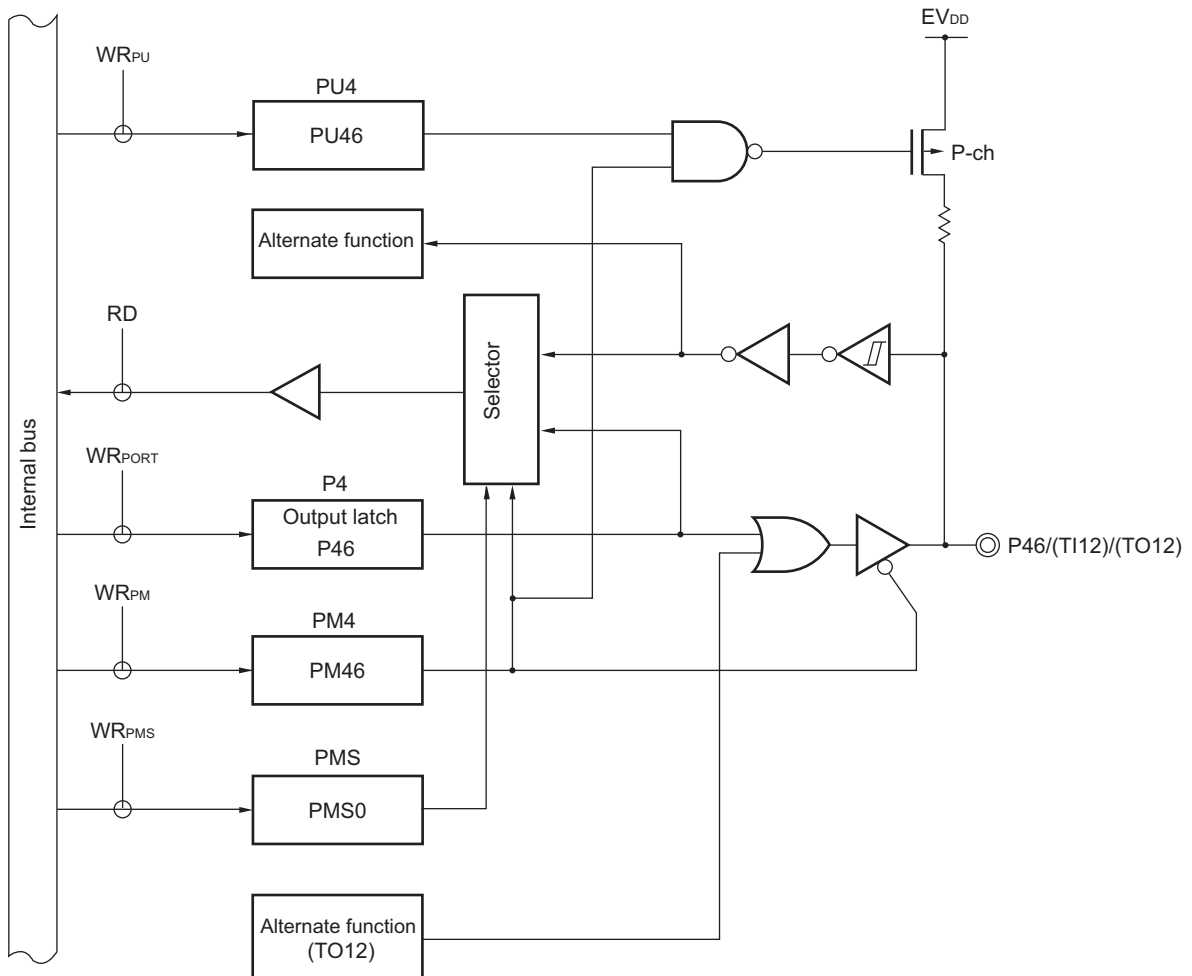 EVDD
WRPU
PU4
PU46
P-ch
Alternate function
RD
Selector
Internal bus
WRPORT
P4
Output latch
P46
P46/(TI12)/(TO12)
WRPM
PM4
PM46
WRPMS
PMS
PMS0
Alternate function
(TO12)